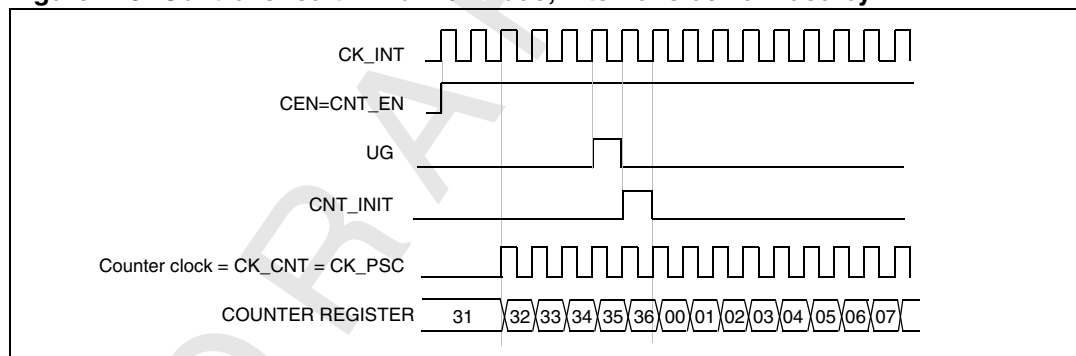 CK_INT
CEN=CNT_EN
UG
CNT_INIT
Counter clock = CK_CNT = CK_PSC
COUNTER REGISTER 31 32 33 34 35 36 00 01 02 03 04 05 06 07